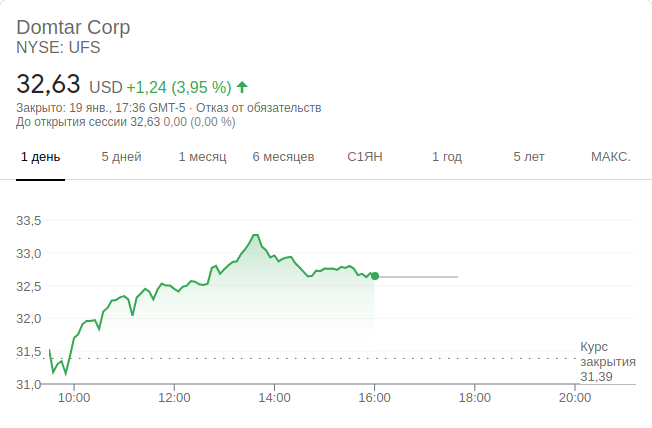 Domtar Corp
NYSE: UFS
32,63 USD +1,24 (3,95 %)
Закрыто: 19 янв., 17:36 GMT-5 · Отказ от обязательств
До открытия сессии 32,63 0,00 (0,00 %)
1 день 5 дней 1 месяц 6 месяцев С1ЯН 1 год 5 лет МАКС.
33,5
33,0
32,5
32,0
31,5
31,0
Курс
закрытия
31,39
10:00 12:00 14:00 16:00 18:00 20:00